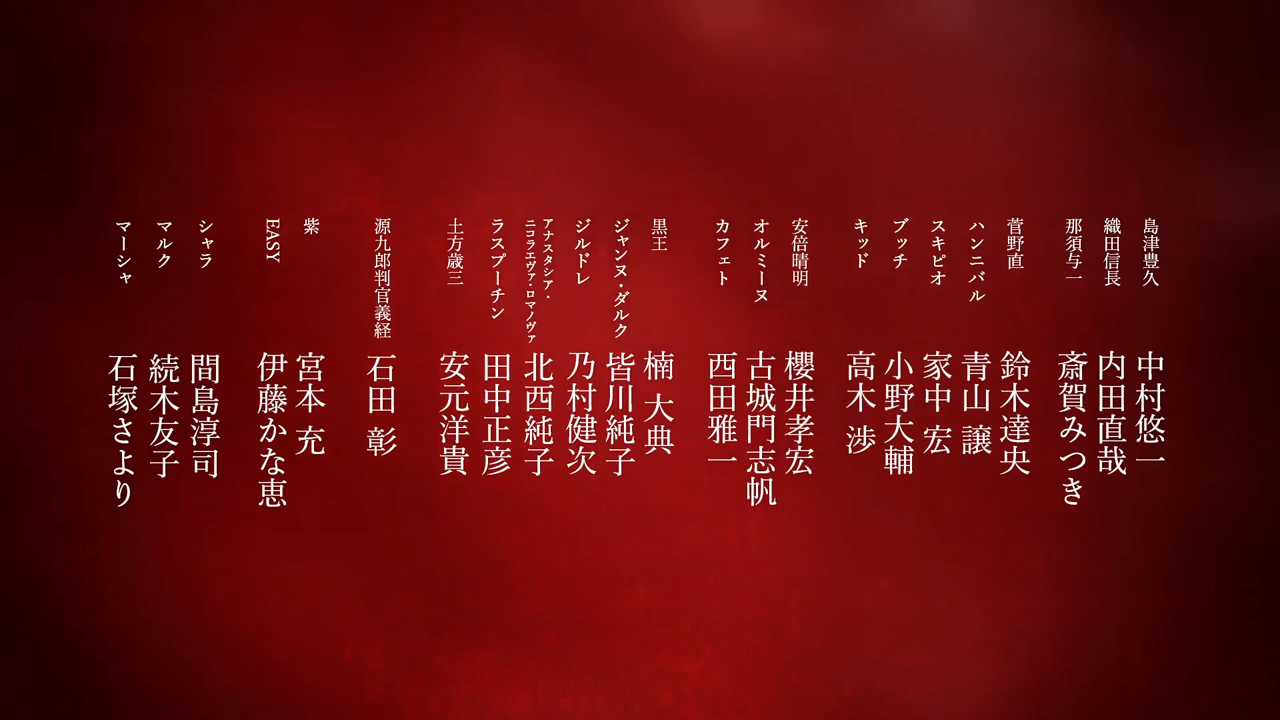 島津豊久 中村悠一
織田信長 内田直哉
那須与一 斎賀みつき
菅野直 鈴木達央
ハンニバル 青山 譲
スキピオ 家中 宏
ブッチ 小野大輔
キッド 高木 渉
安倍晴明 櫻井孝宏
オルミーヌ 古城門志帆
カフェト 西田雅一
黒王 楠 大典
ジャンヌ・ダルク 皆川純子
ジルドレ 乃村健次
アナスタシア・
ニコラエヴァ・ロマノヴァ 北西純子
ラスプーチン 田中正彦
土方歳三 安元洋貴
源九郎判官義経 石田 彰
紫 宮本 充
EASY 伊藤かな恵
シャラ 間島淳司
マルク 続木友子
マーシャ 石塚さより